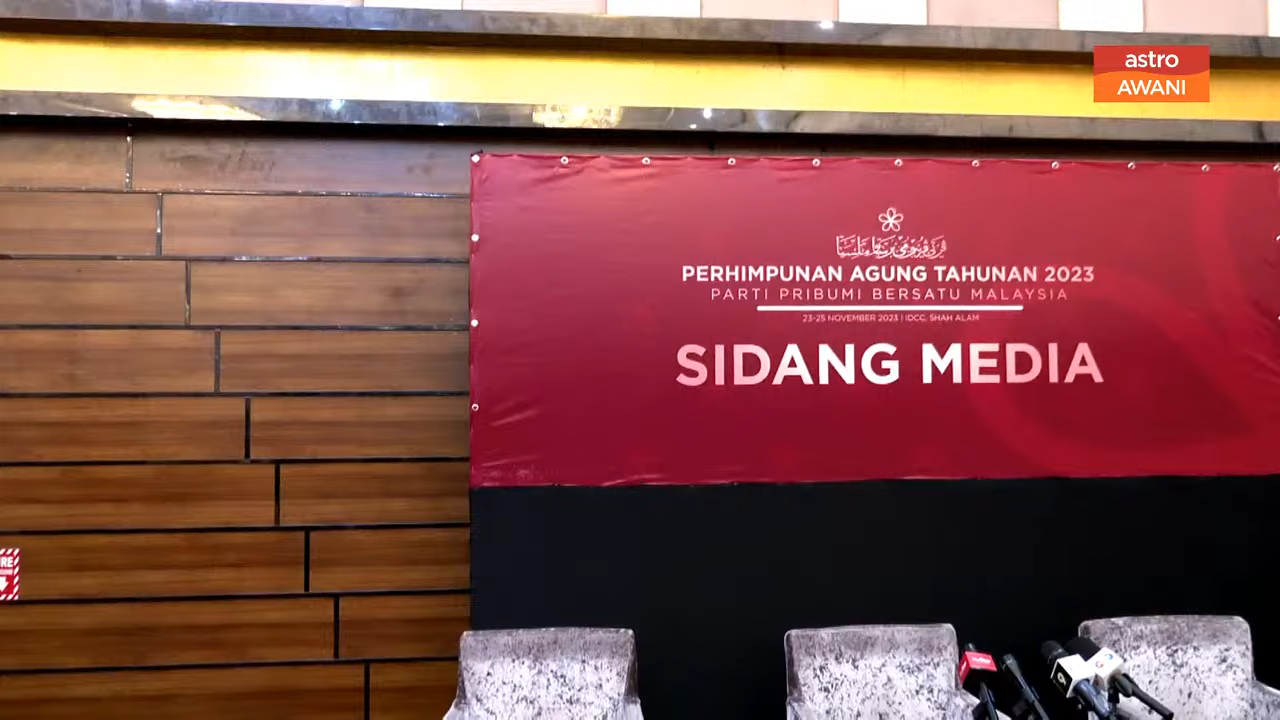 astro
AWANI
PERHIMPUNAN AGUNG TAHUNAN 2023
PARTI PRIBUMI BERSATU MALAYSIA
23-25 NOVEMBER 2023 | IDCC, SHAH ALAM
SIDANG MEDIA